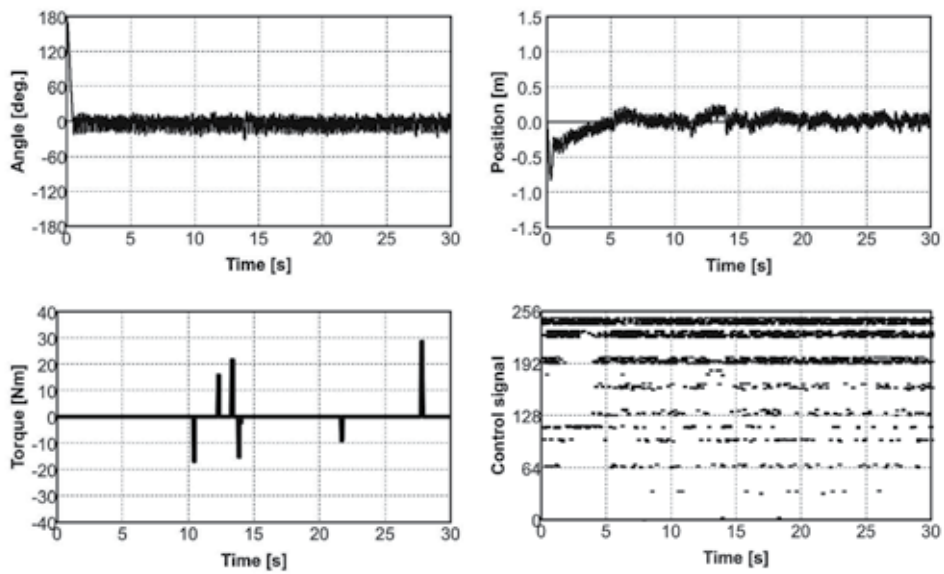 Angle [deg.]
180
120
60
0
-60
-120
-180
0 5 10 15 20 25 30
Time [s]
Position [m]
1.5
1.0
0.5
0.0
-0.5
-1.0
-1.5
0 5 10 15 20 25 30
Time [s]
Torque [Nm]
40
30
20
10
0
-10
-20
-30
-40
0 5 10 15 20 25 30
Time [s]
Control signal
256
192
128
64
0
0 5 10 15 20 25 30
Time [s]